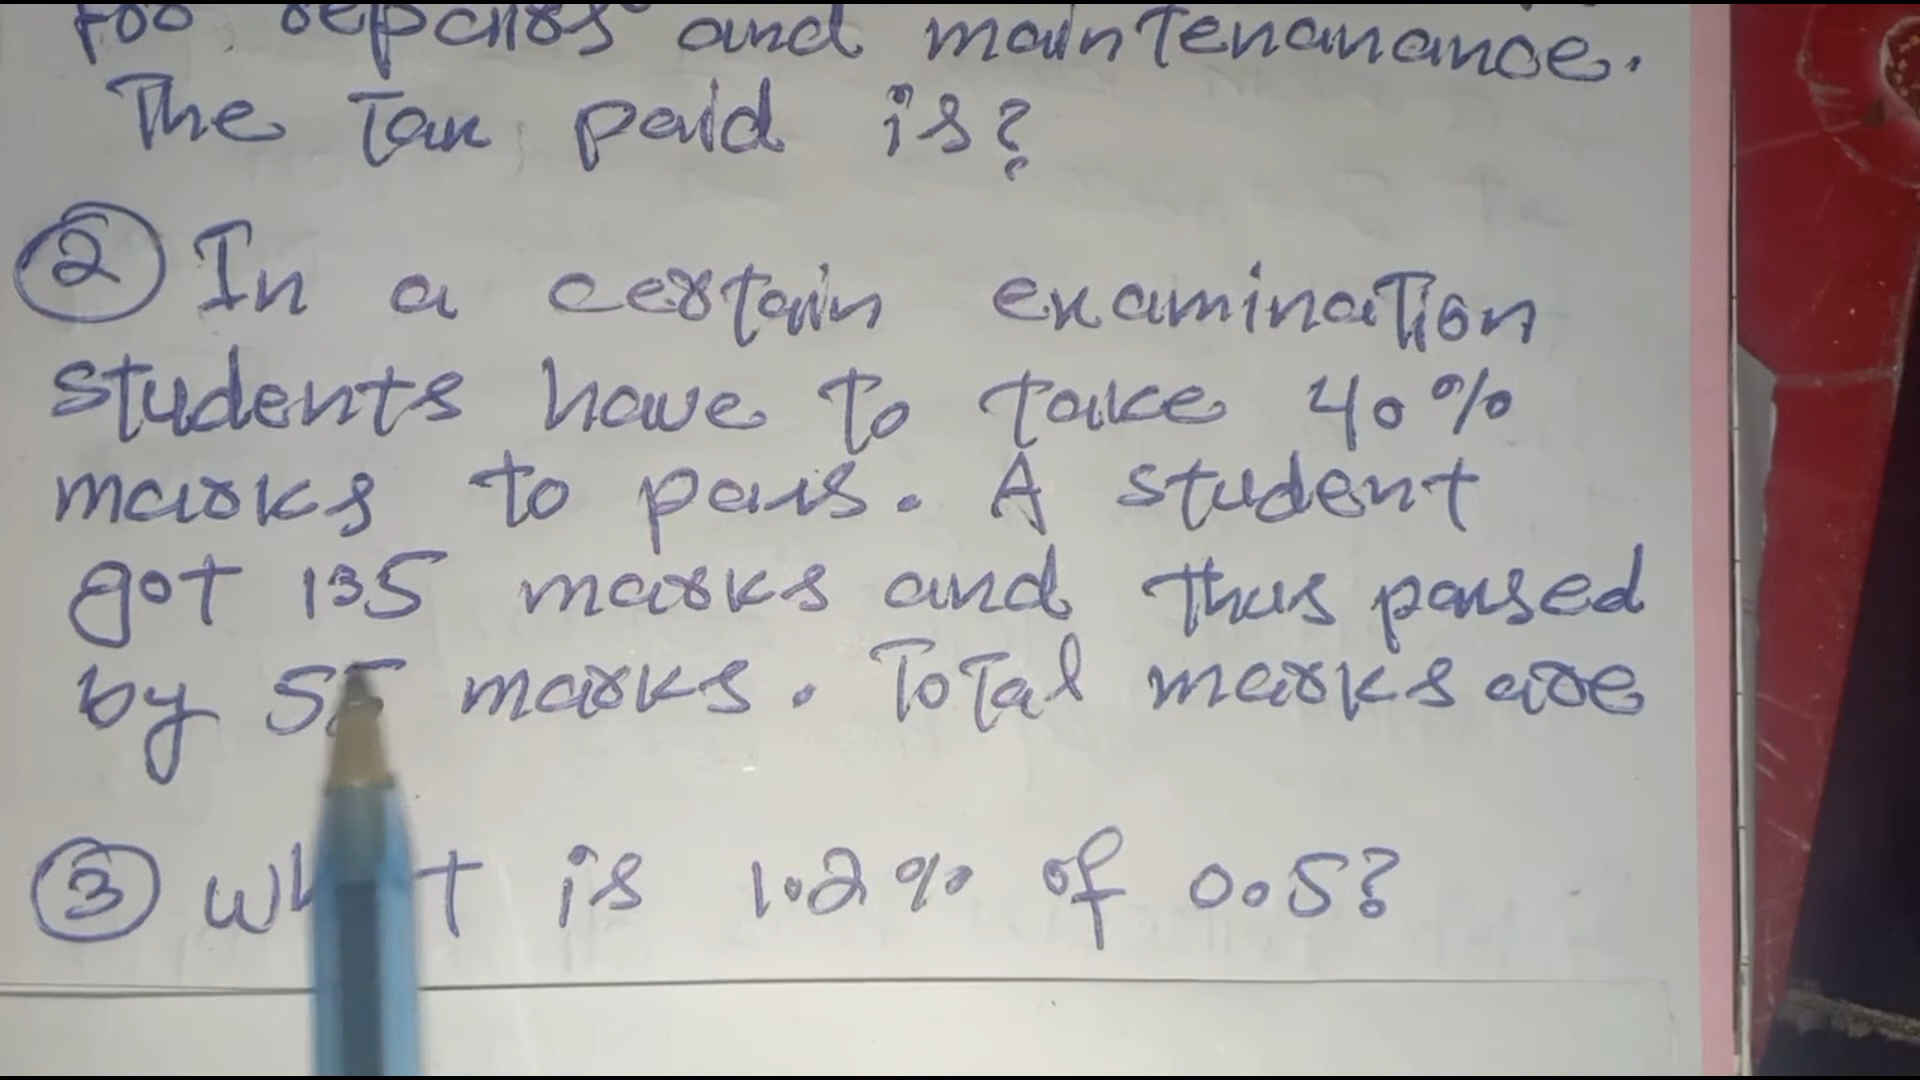 for repairs and maintenanance.
The Tax paid is?
② In a certain examination
students have to take 40%
marks to pass. A student
got 135 marks and thus passed
by 55 marks. Total marks are
③ What is 1.2% of 0.5?